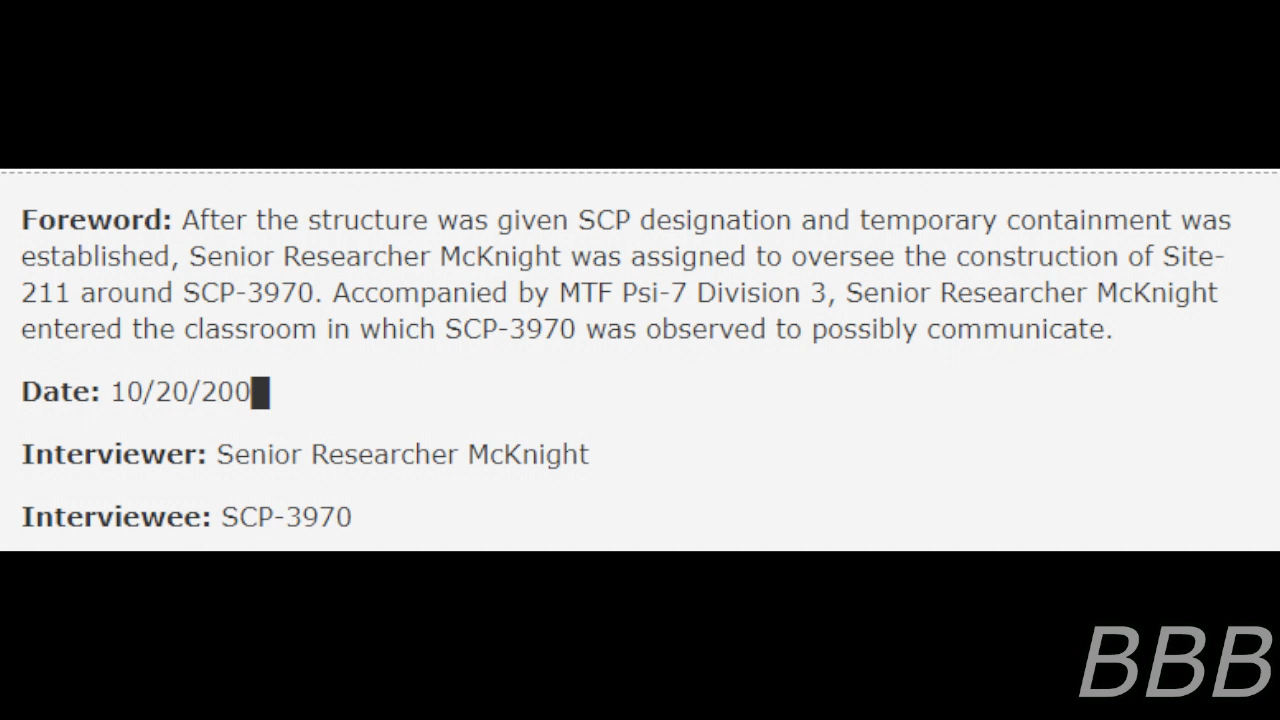 Foreword: After the structure was given SCP designation and temporary containment was
established, Senior Researcher McKnight was assigned to oversee the construction of Site-
211 around SCP-3970. Accompanied by MTF Psi-7 Division 3, Senior Researcher McKnight
entered the classroom in which SCP-3970 was observed to possibly communicate.
Date: 10/20/200█
Interviewer: Senior Researcher McKnight
Interviewee: SCP-3970
BBB